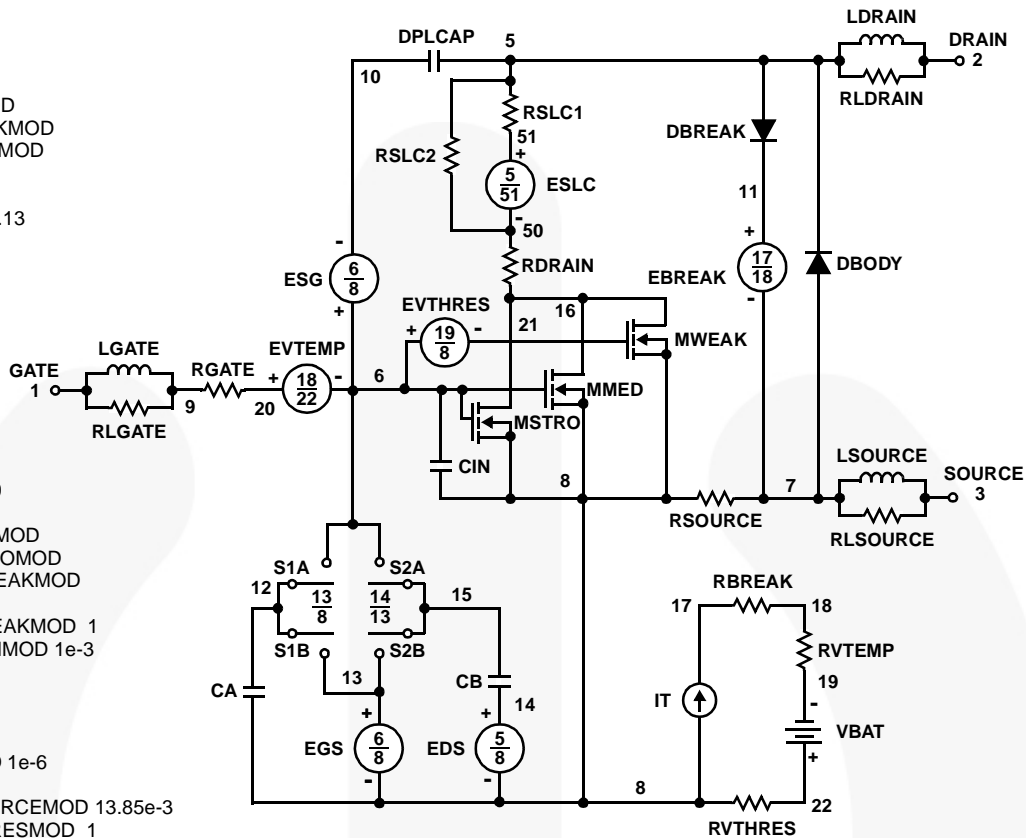 LDRAIN
DPLCAP 5 DRAIN
10 2
RLDRAIN
KMOD
MOD
RSLC1
DBREAK
51
RSLC2 +
5
51
ESLC
11
.13
-
50
- + 
RDRAIN
17
18
EBREAK
DBODY
6
8
ESG
EVTHRES
-
16
+ + 19
8
- 21
MWEAK
LGATE
EVTEMP
GATE
1
RGATE
+ 18
22
- 6
MMED
9 20
MSTRO
RLGATE
LSOURCE
CIN
8 7 SOURCE
3
RSOURCE
RLSOURCE
MOD
OMOD
EAKMOD
S1A S2A
RBREAK
12 13
8
14
13
15
17 18
EAKMOD 1
MOD 1e-3
S1B S2B
RVTEMP
13
CA CB
19
14
IT -
+ +
VBAT
EGS 6
8
EDS 5
8
+
1e-6
- -
8 22
RCEMOD 13.85e-3
RVTHRES
RESMOD 1